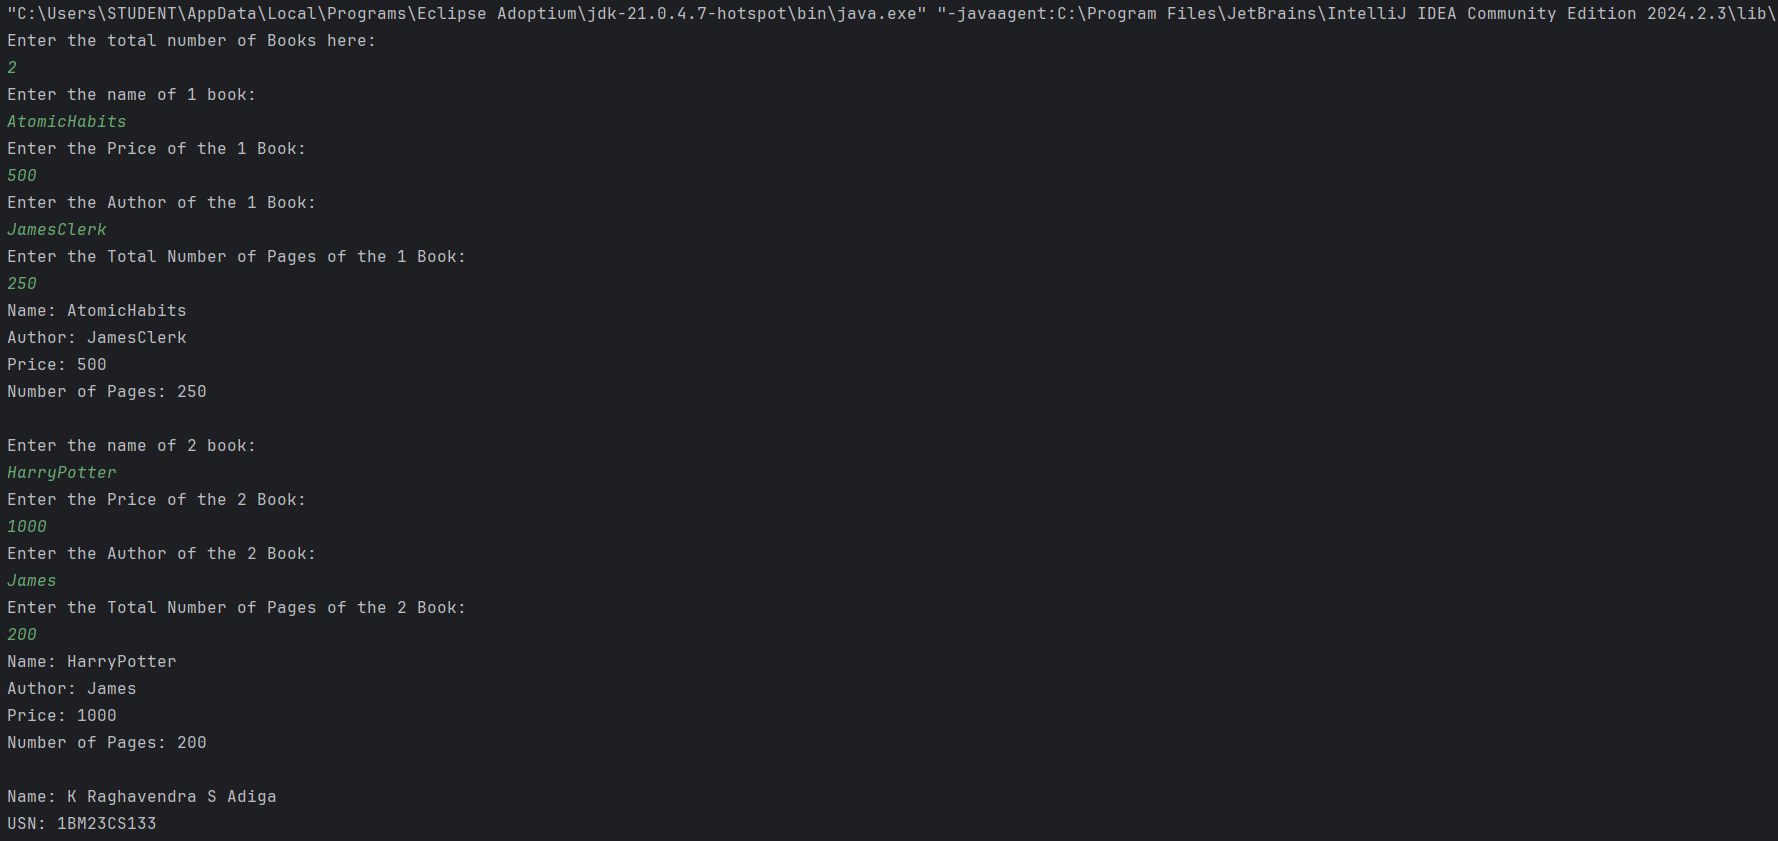 "C:\Users\STUDENT\AppData\Local\Programs\Eclipse Adoptium\jdk-21.0.4.7-hotspot\bin\java.exe" "-javaagent:C:\Program Files\JetBrains\IntelliJ IDEA Community Edition 2024.2.3\lib\
Enter the total number of Books here:
2
Enter the name of 1 book:
AtomicHabits
Enter the Price of the 1 Book:
500
Enter the Author of the 1 Book:
JamesClerk
Enter the Total Number of Pages of the 1 Book:
250
Name: AtomicHabits
Author: JamesClerk
Price: 500
Number of Pages: 250
Enter the name of 2 book:
HarryPotter
Enter the Price of the 2 Book:
1000
Enter the Author of the 2 Book:
James
Enter the Total Number of Pages of the 2 Book:
200
Name: HarryPotter
Author: James
Price: 1000
Number of Pages: 200
Name: K Raghavendra S Adiga
USN: 1BM23CS133